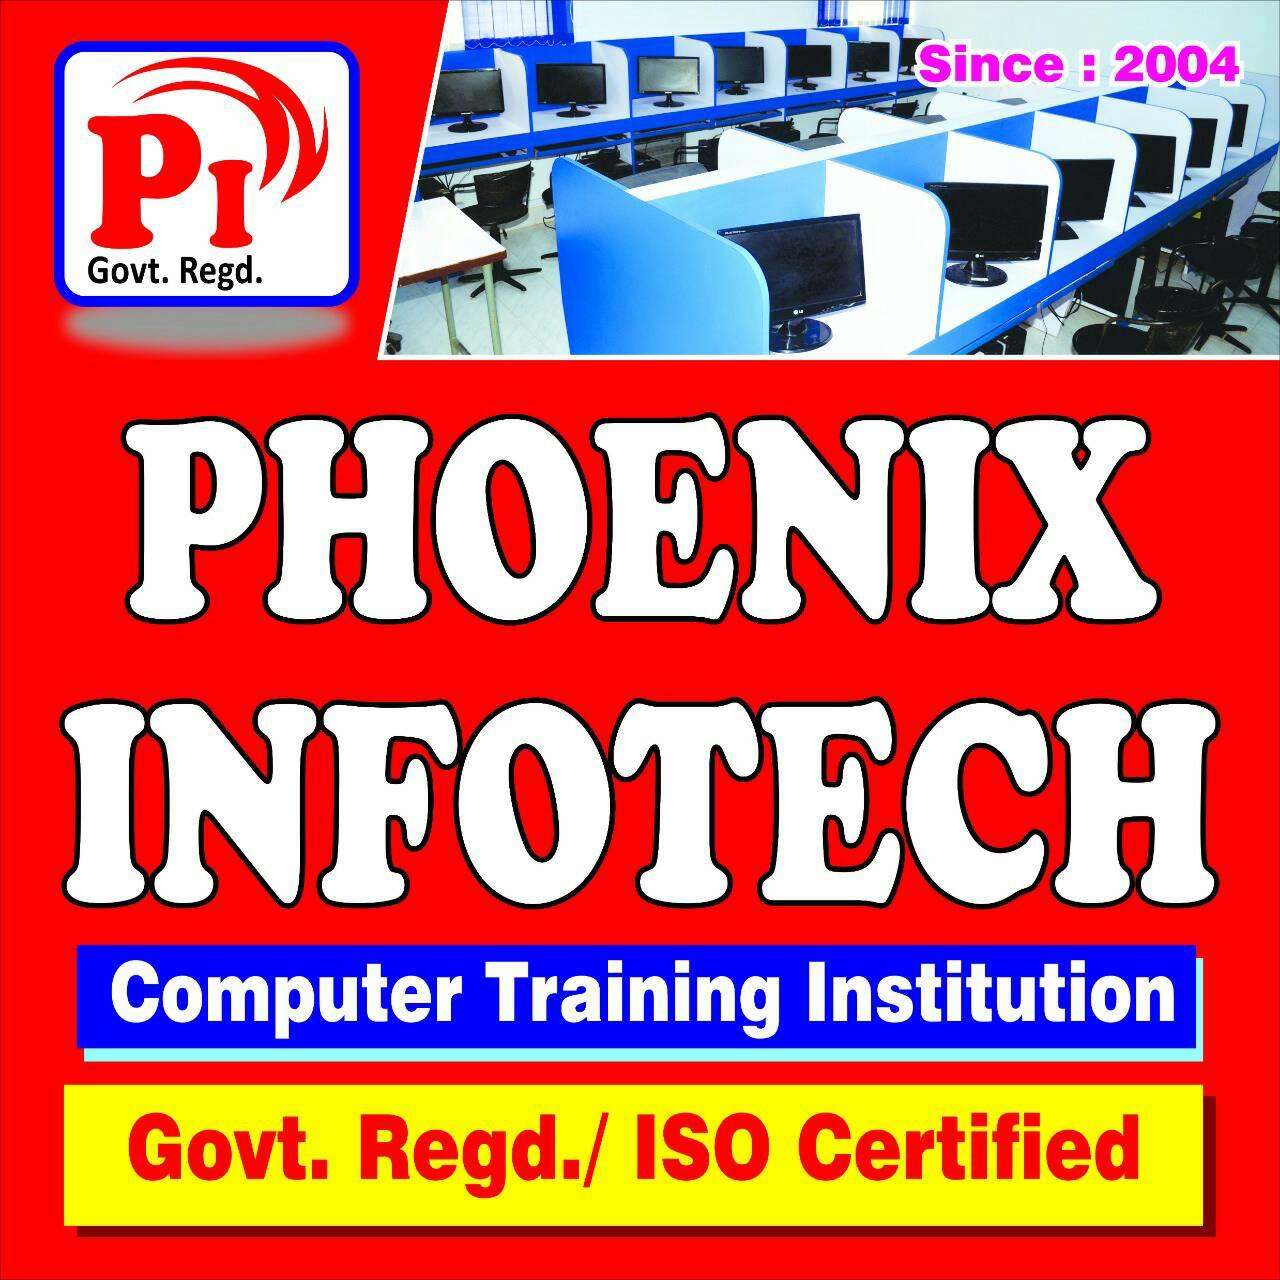 PI
Govt. Regd.
Since : 2004
PHOENIX
INFOTECH
Computer Training Institution
Govt. Regd./ ISO Certified